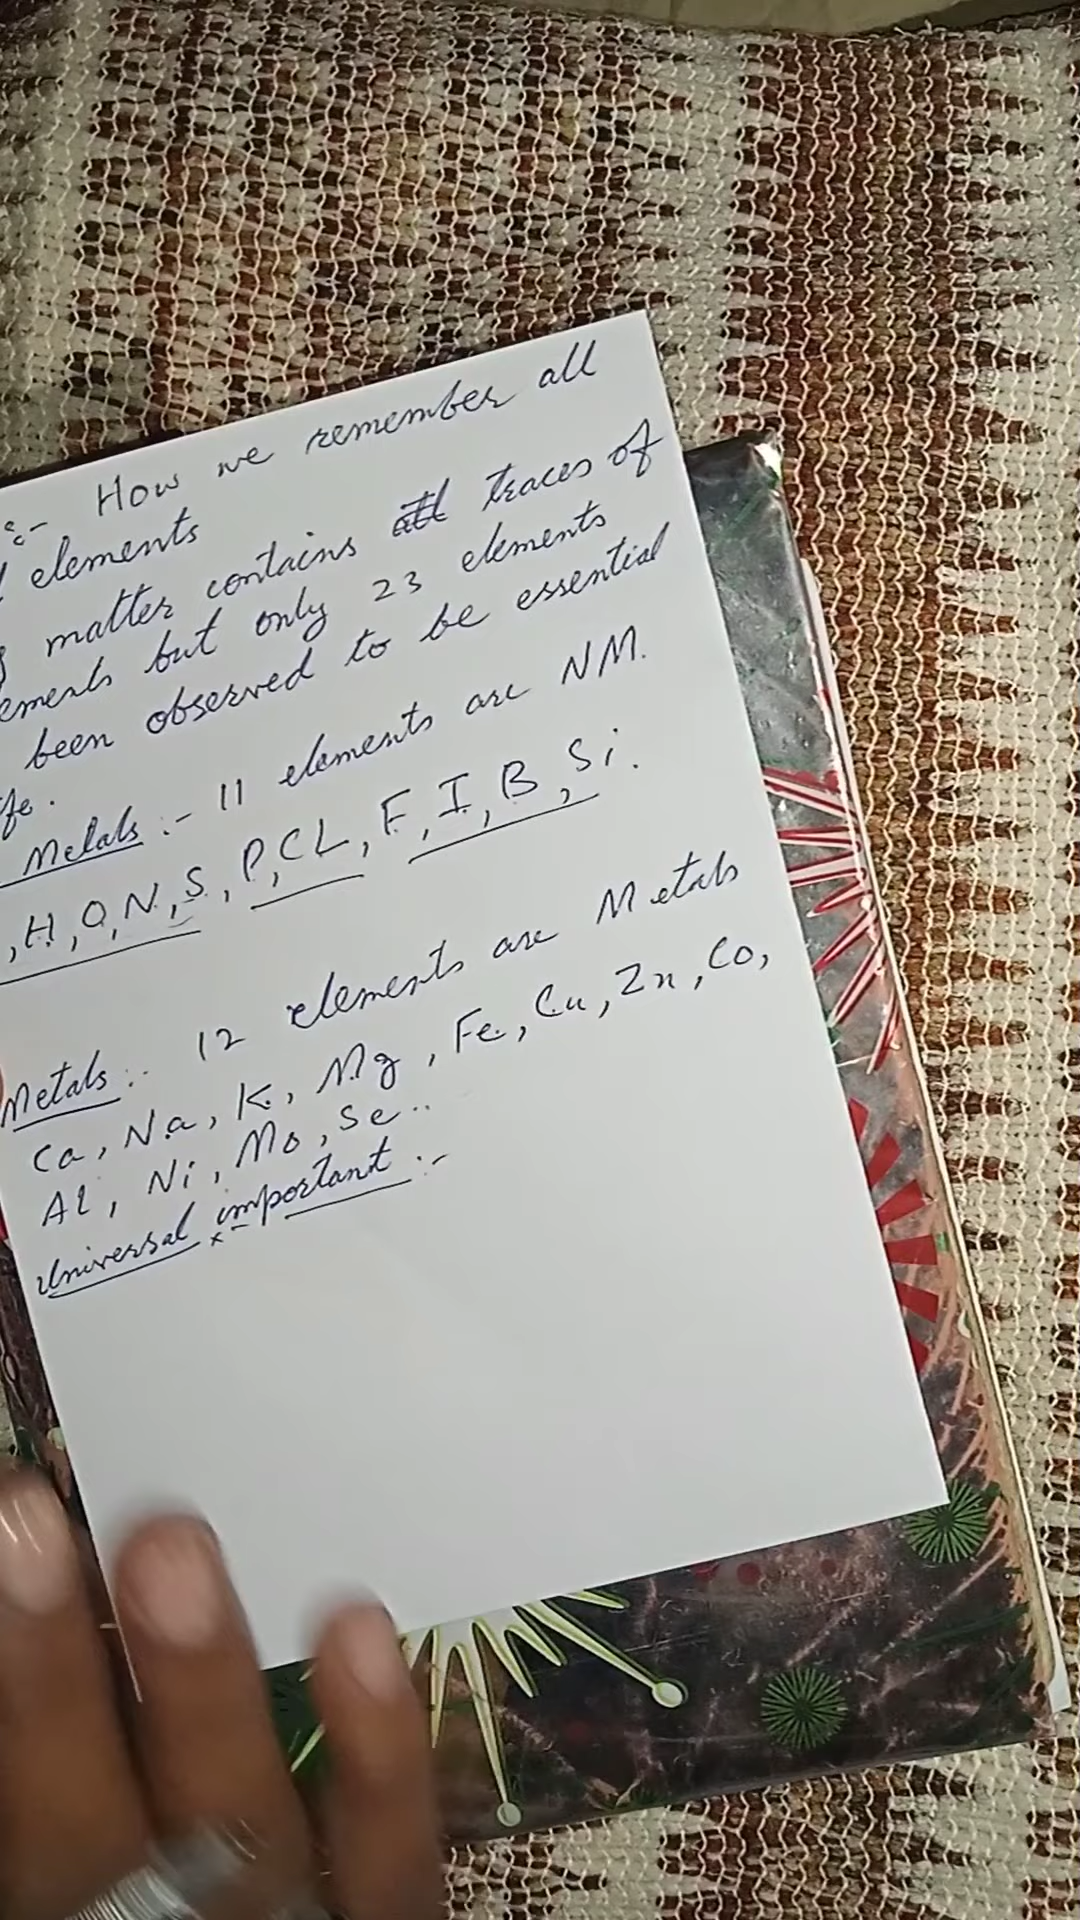 :- How we remember all
elements
matter contains traces of
ements but only 23 elements
been observed to be essential
fe.
Metals :- 11 elements are NM.
, H, O, N, S, P, CL, F, I, B, Si.
Metals :- 12 elements are Metals
Ca, Na, K, Mg, Fe, Cu, Zn, Co,
Al, Ni, Mo, Se..
Universal important :-